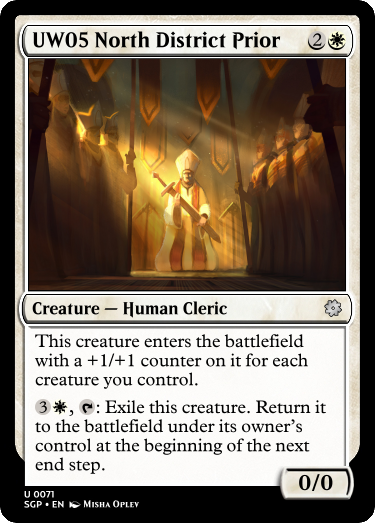 UW05 North District Prior 2
Creature — Human Cleric
This creature enters the battlefield
with a +1/+1 counter on it for each
creature you control.
3, : Exile this creature. Return it
to the battlefield under its owner's
control at the beginning of the next
end step.
0/0
U 0071
SGP • EN Misha Opley